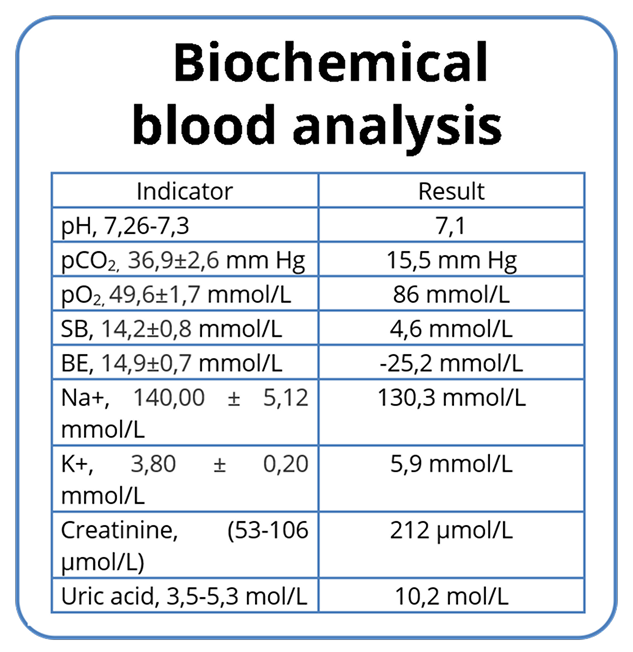 Biochemical
blood analysis
Indicator Result
pH, 7,26-7,3 7,1
pCO₂, 36,9±2,6 mm Hg 15,5 mm Hg
pO₂, 49,6±1,7 mmol/L 86 mmol/L
SB, 14,2±0,8 mmol/L 4,6 mmol/L
BE, 14,9±0,7 mmol/L -25,2 mmol/L
Na+, 140,00 ± 5,12 130,3 mmol/L
mmol/L
K+, 3,80 ± 0,20 5,9 mmol/L
mmol/L
Creatinine, (53-106 212 µmol/L
µmol/L)
Uric acid, 3,5-5,3 mol/L 10,2 mol/L